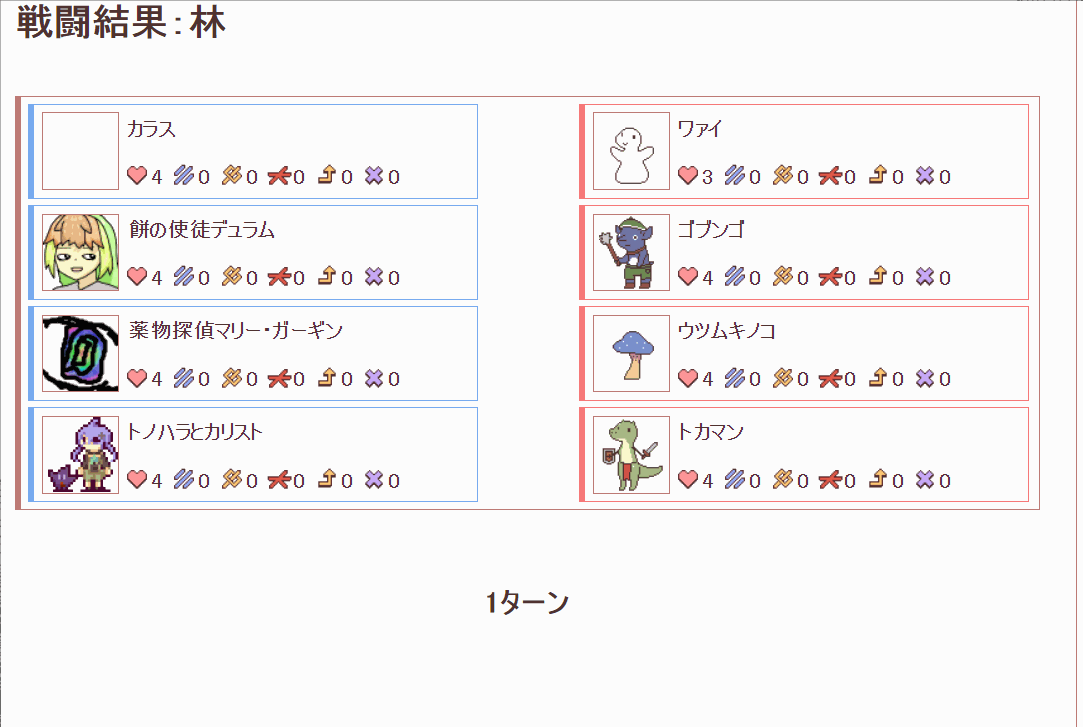 戦闘結果:林
カラス
4 0 0 0 0 0
餅の使徒デュラム
4 0 0 0 0 0
薬物探偵マリー・ガーギン
4 0 0 0 0 0
トノハラとカリスト
4 0 0 0 0 0
ワァイ
3 0 0 0 0 0
ゴブンゴ
4 0 0 0 0 0
ウツムキノコ
4 0 0 0 0 0
トカマン
4 0 0 0 0 0
1ターン